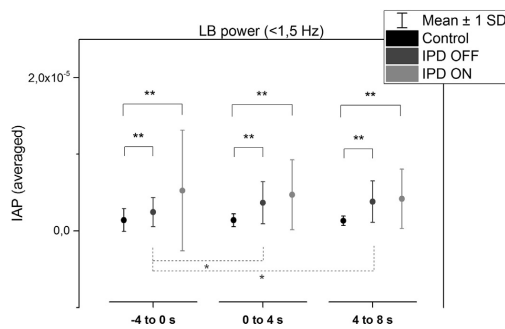 LB power (<1,5 Hz)
Mean ± 1 SD
Control
IPD OFF
IPD ON
IAP (averaged)
2,0x10⁻⁵
0,0
** ** **
** ** **
*
*
-4 to 0 s 0 to 4s 4 to 8 s